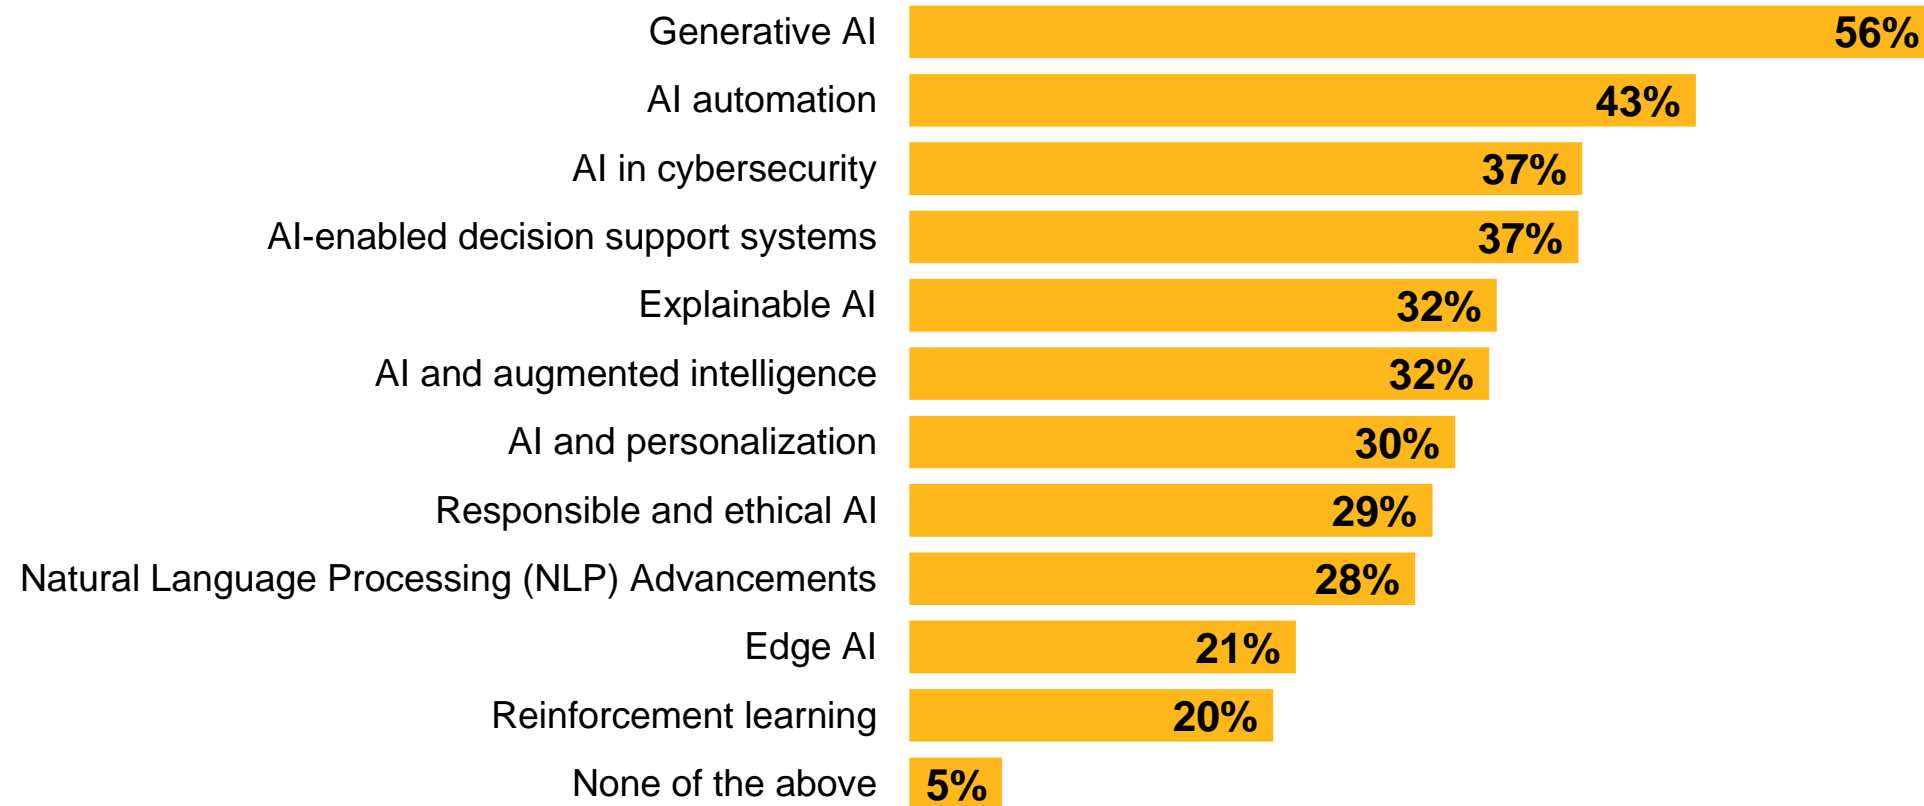 Generative AI 56%
AI automation 43%
AI in cybersecurity 37%
AI-enabled decision support systems 37%
Explainable AI 32%
AI and augmented intelligence 32%
AI and personalization 30%
Responsible and ethical AI 29%
Natural Language Processing (NLP) Advancements 28%
Edge AI 21%
Reinforcement learning 20%
None of the above 5%